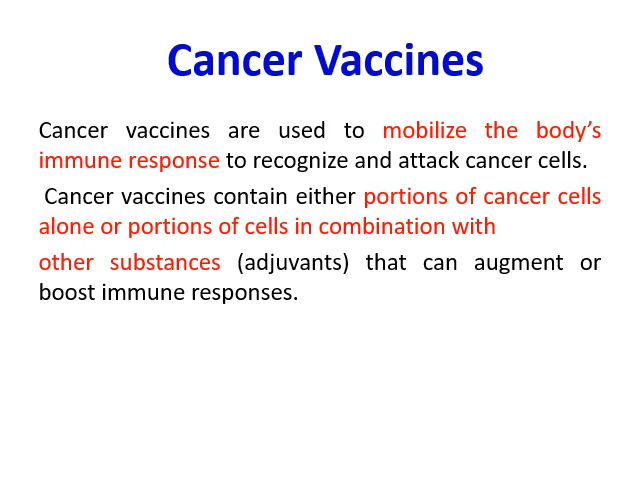 Cancer Vaccines
Cancer vaccines are used to mobilize the body’s
immune response to recognize and attack cancer cells.
Cancer vaccines contain either portions of cancer cells
alone or portions of cells in combination with
other substances (adjuvants) that can augment or
boost immune responses.